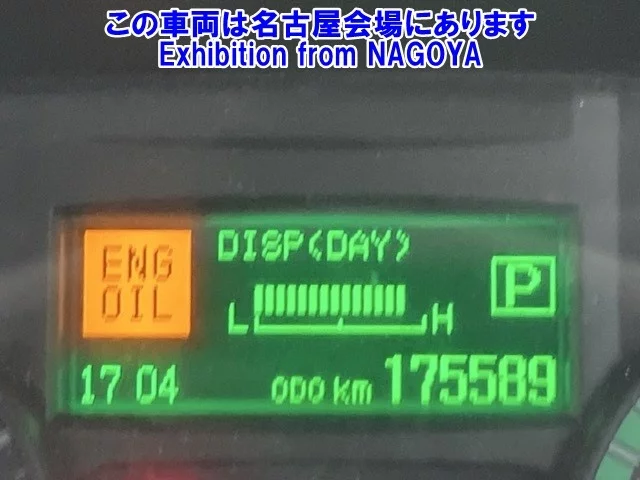 この車両は名古屋会場にあります
Exhibition from NAGOYA
ENG
OIL
DISP(DAY)
P
L H
17 04
ODO km 175589